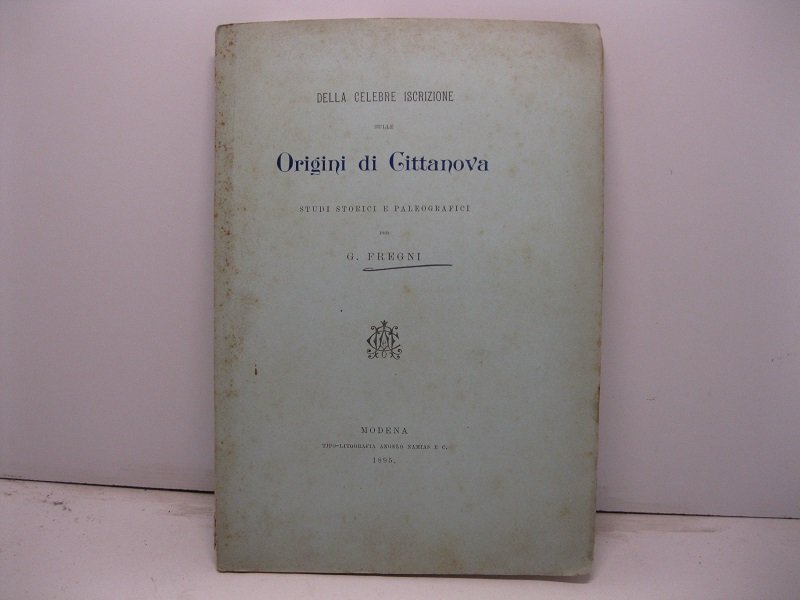 DELLA CELEBRE ISCRIZIONE
SULLE
Origini di Cittanova
STUDI STORICI E PALEOGRAFICI
PER
G. FREGNI
MODENA
TIPO-LITOGRAFIA ANGELO NAMIAS E C.
1895.